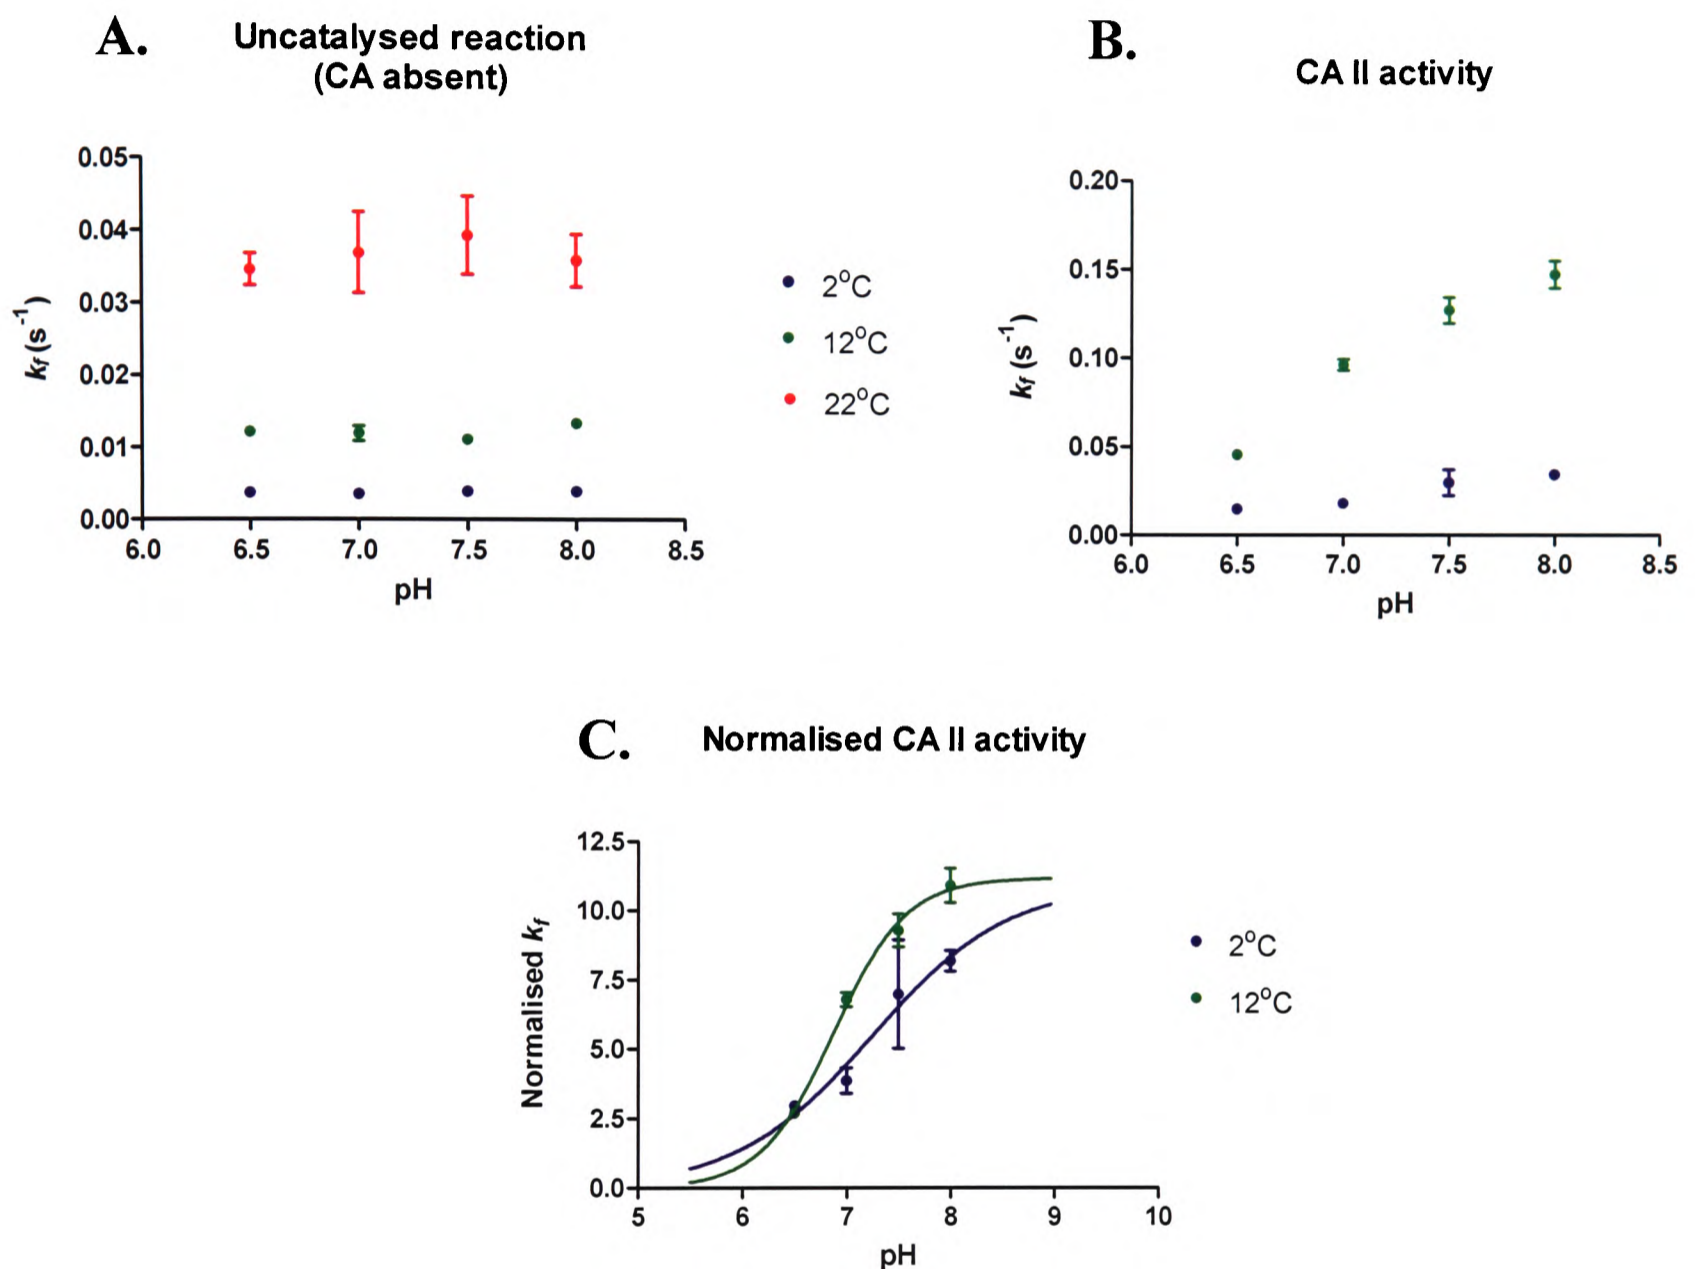 A.
Uncatalysed reaction
(CA absent)
0.05
0.04
0.03
0.02
0.01
0.00
kf (s-1)
6.0 6.5 7.0 7.5 8.0 8.5
pH
2°C
12°C
22°C
B.
CA II activity
0.20
0.15
0.10
0.05
0.00
kf (s-1)
6.0 6.5 7.0 7.5 8.0 8.5
pH
C.
Normalised CA II activity
12.5
10.0
7.5
5.0
2.5
0.0
Normalised kf
5 6 7 8 9 10
pH
2°C
12°C